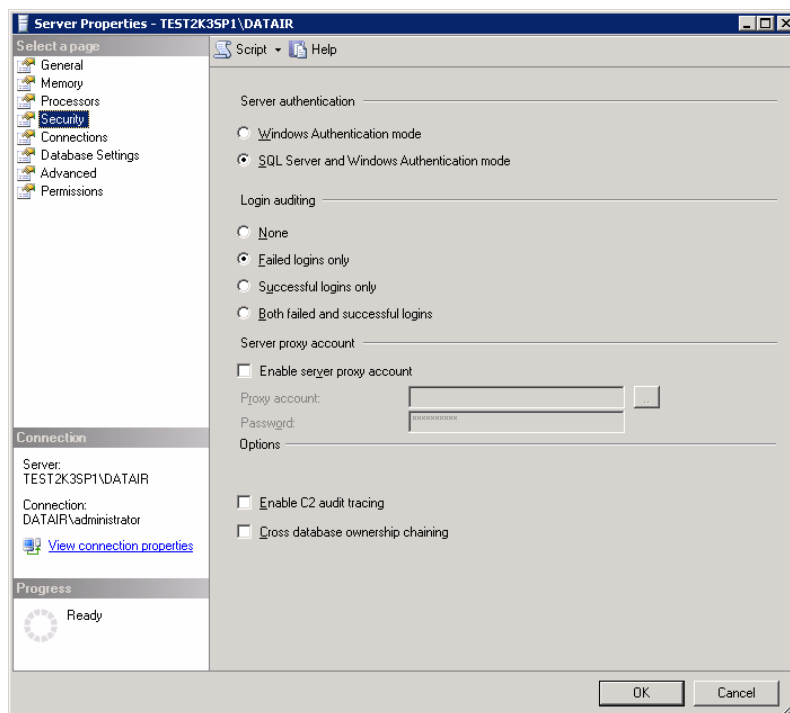 Server Properties - TEST2K3SP1\DATAIR
Select a page
General
Memory
Processors
Security
Connections
Database Settings
Advanced
Permissions
Script
Help
Server authentication
Windows Authentication mode
SQL Server and Windows Authentication mode
Login auditing
None
Failed logins only
Successful logins only
Both failed and successful logins
Server proxy account
Enable server proxy account
Proxy account:
..
Password:
**********
Options
Enable C2 audit tracing
Cross database ownership chaining
Connection
Server:
TEST2K3SP1\DATAIR
Connection:
DATAIR\administrator
View connection properties
Progress
Ready
OK
Cancel